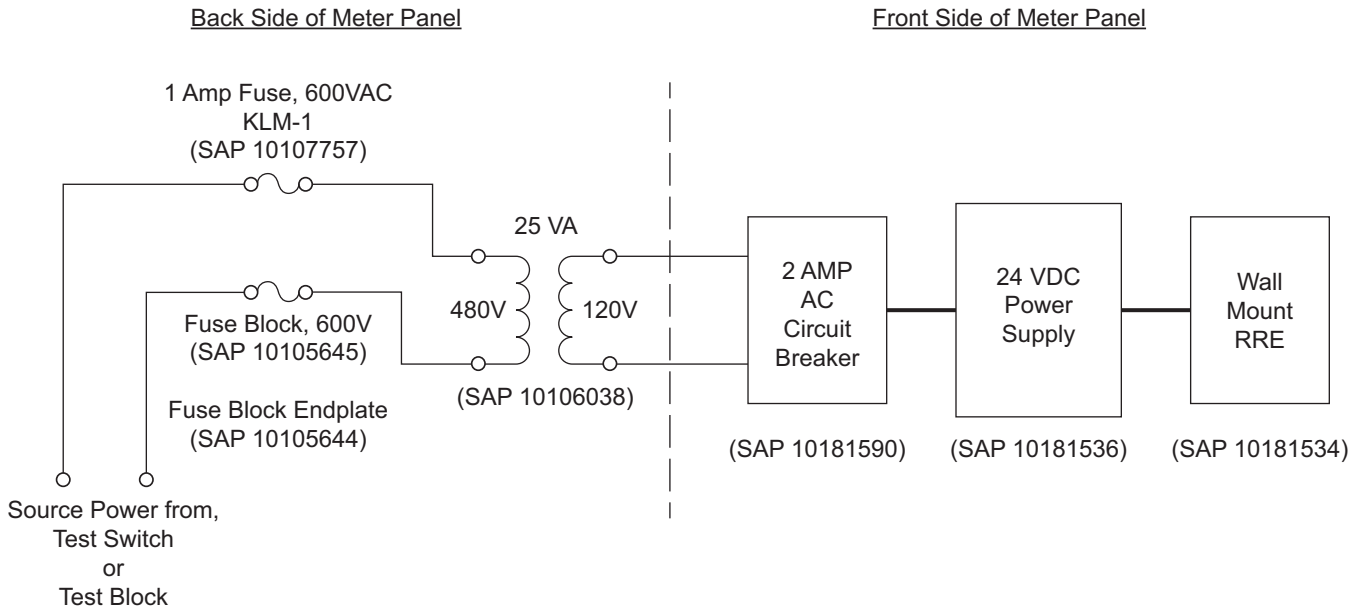 Back Side of Meter Panel
Front Side of Meter Panel
1 Amp Fuse, 600VAC
KLM-1
(SAP 10107757)
25 VA
480V
120V
Fuse Block, 600V
(SAP 10105645)
(SAP 10106038)
Fuse Block Endplate
(SAP 10105644)
Source Power from,
Test Switch
or
Test Block
2 AMP
AC
Circuit
Breaker
(SAP 10181590)
24 VDC
Power
Supply
(SAP 10181536)
Wall
Mount
RRE
(SAP 10181534)